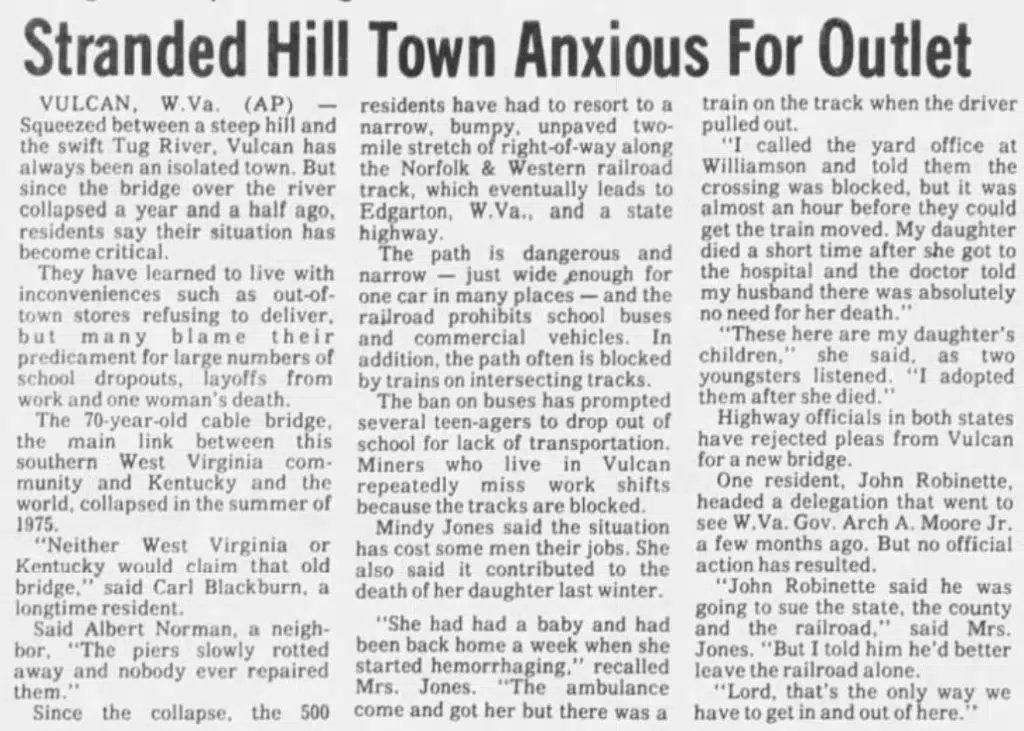 Stranded Hill Town Anxious For Outlet
VULCAN, W.Va. (AP) —
Squeezed between a steep hill and
the swift Tug River, Vulcan has
always been an isolated town. But
since the bridge over the river
collapsed a year and a half ago,
residents say their situation has
become critical.
They have learned to live with
inconveniences such as out-of-
town stores refusing to deliver,
but many blame their
predicament for large numbers of
school dropouts, layoffs from
work and one woman's death.
The 70-year-old cable bridge,
the main link between this
southern West Virginia com-
munity and Kentucky and the
world, collapsed in the summer of
1975.
"Neither West Virginia or
Kentucky would claim that old
bridge," said Carl Blackburn, a
longtime resident.
Said Albert Norman, a neigh-
bor, "The piers slowly rotted
away and nobody ever repaired
them."
Since the collapse, the 500
residents have had to resort to a
narrow, bumpy, unpaved two-
mile stretch of right-of-way along
the Norfolk & Western railroad
track, which eventually leads to
Edgarton, W.Va., and a state
highway.
The path is dangerous and
narrow — just wide enough for
one car in many places — and the
railroad prohibits school buses
and commercial vehicles. In
addition, the path often is blocked
by trains on intersecting tracks.
The ban on buses has prompted
several teen-agers to drop out of
school for lack of transportation.
Miners who live in Vulcan
repeatedly miss work shifts
because the tracks are blocked.
Mindy Jones said the situation
has cost some men their jobs. She
also said it contributed to the
death of her daughter last winter.
"She had had a baby and had
been back home a week when she
started hemorrhaging," recalled
Mrs. Jones. "The ambulance
come and got her but there was a
train on the track when the driver
pulled out.
"I called the yard office at
Williamson and told them the
crossing was blocked, but it was
almost an hour before they could
get the train moved. My daughter
died a short time after she got to
the hospital and the doctor told
my husband there was absolutely
no need for her death."
"These here are my daughter's
children," she said, as two
youngsters listened. "I adopted
them after she died."
Highway officials in both states
have rejected pleas from Vulcan
for a new bridge.
One resident, John Robinette,
headed a delegation that went to
see W.Va. Gov. Arch A. Moore Jr.
a few months ago. But no official
action has resulted.
"John Robinette said he was
going to sue the state, the county
and the railroad," said Mrs.
Jones. "But I told him he'd better
leave the railroad alone.
"Lord, that's the only way we
have to get in and out of here."